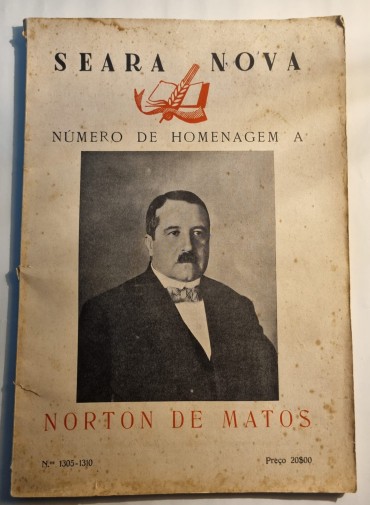 SEARA NOVA
NÚMERO DE HOMENAGEM A
NORTON DE MATOS
N.ºˢ 1305-1310 Preço 20$00